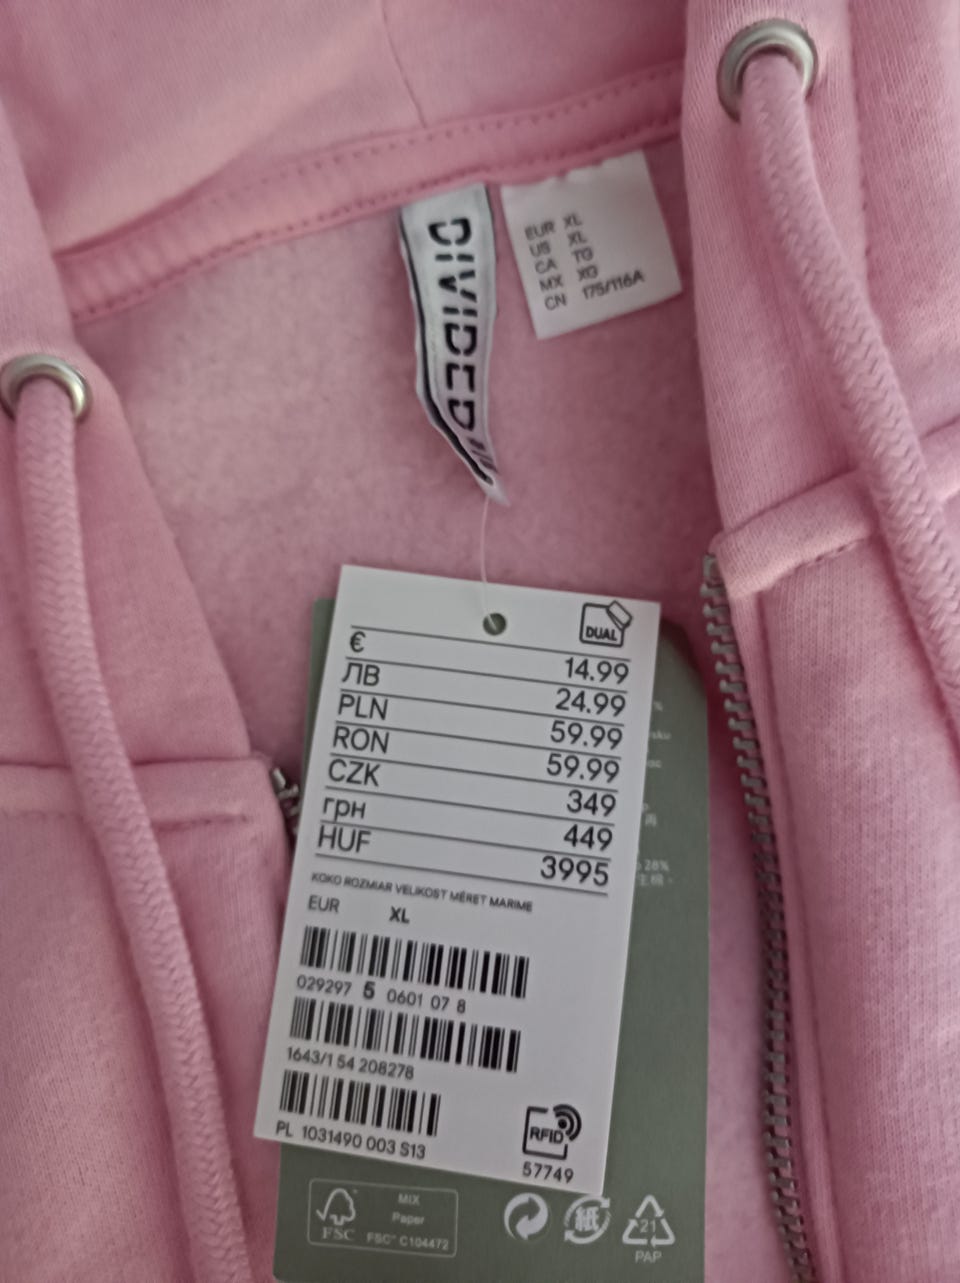 DIVIDED
EUR XL
US XL
CA TG
MX XG
CN 175/116A
DUAL
€ 14.99
ЛВ 24.99
PLN 59.99
RON 59.99
CZK 349
грн 449
HUF 3995
KOKO ROZMIAR VELIKOST MÉRET MARIME
EUR XL
029297 5 0601 07 8
1643/1 54 208278
PL 1031490 003 S13
RFID
57749
28%
MIX
Paper
FSC FSC™ C104472
紙
21
PAP